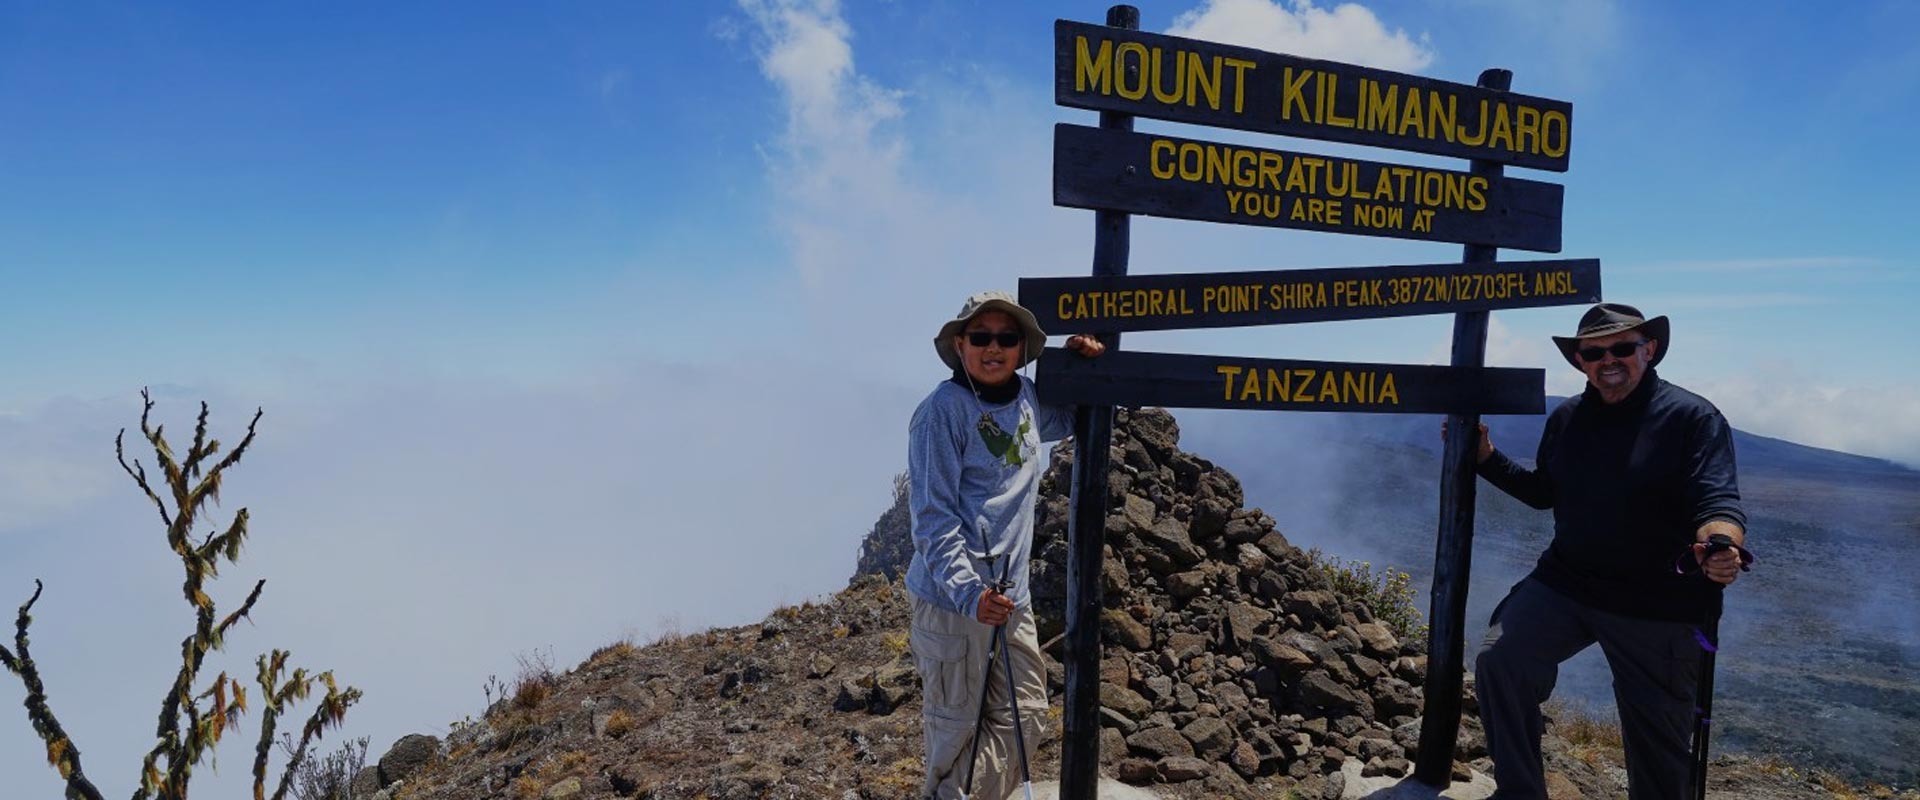 MOUNT KILIMANJARO
CONGRATULATIONS
YOU ARE NOW AT
CATHEDRAL POINT-SHIRA PEAK,3872M/12703Ft AMSL
TANZANIA